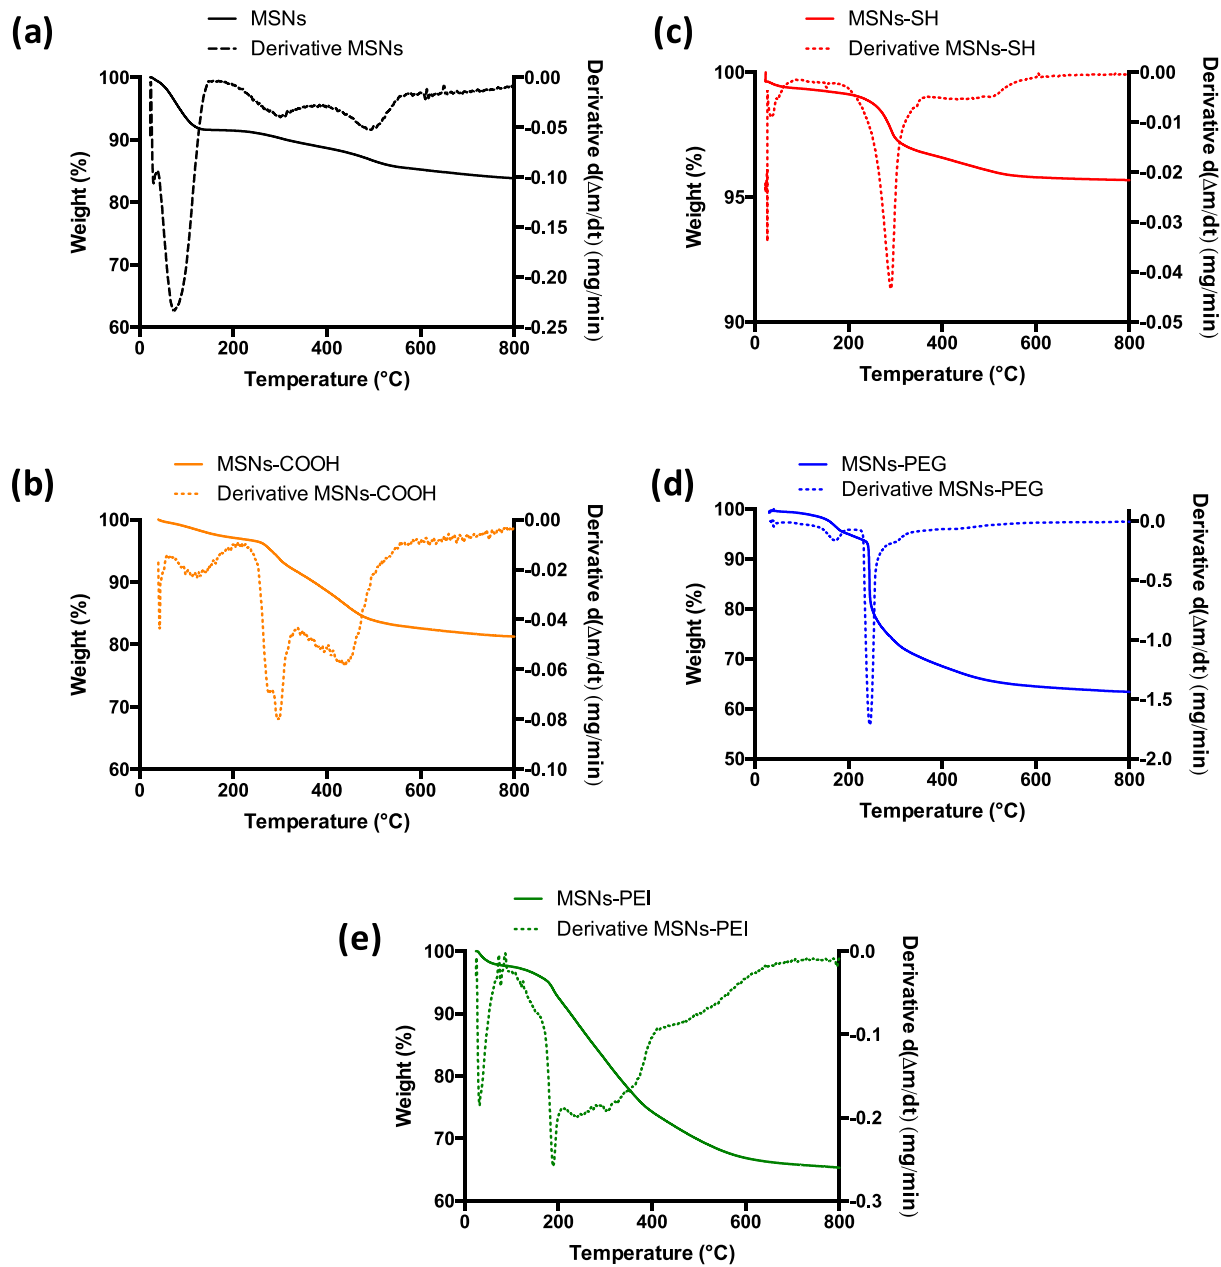 (a)
MSNs
Derivative MSNs
100
90
80
70
60
Weight (%)
0.00
-0.05
-0.10
-0.15
-0.20
-0.25
Derivative d(Δm/dt) (mg/min)
0 200 400 600 800
Temperature (°C)
(c)
MSNs-SH
Derivative MSNs-SH
100
95
90
Weight (%)
0.00
-0.01
-0.02
-0.03
-0.04
-0.05
Derivative d(Δm/dt) (mg/min)
0 200 400 600 800
Temperature (°C)
(b)
MSNs-COOH
Derivative MSNs-COOH
100
90
80
70
60
Weight (%)
0.00
-0.02
-0.04
-0.06
-0.08
-0.10
Derivative d(Δm/dt) (mg/min)
0 200 400 600 800
Temperature (°C)
(d)
MSNs-PEG
Derivative MSNs-PEG
100
90
80
70
60
50
Weight (%)
0.0
-0.5
-1.0
-1.5
-2.0
Derivative d(Δm/dt) (mg/min)
0 200 400 600 800
Temperature (°C)
(e)
MSNs-PEI
Derivative MSNs-PEI
100
90
80
70
60
Weight (%)
0.0
-0.1
-0.2
-0.3
Derivative d(Δm/dt) (mg/min)
0 200 400 600 800
Temperature (°C)